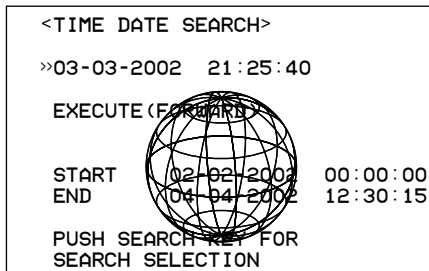 <TIME DATE SEARCH>
»03-03-2002 21:25:40
EXECUTE(FORWARD)
START 02-02-2002 00:00:00
END 04-04-2002 12:30:15
PUSH SEARCH KEY FOR
SEARCH SELECTION